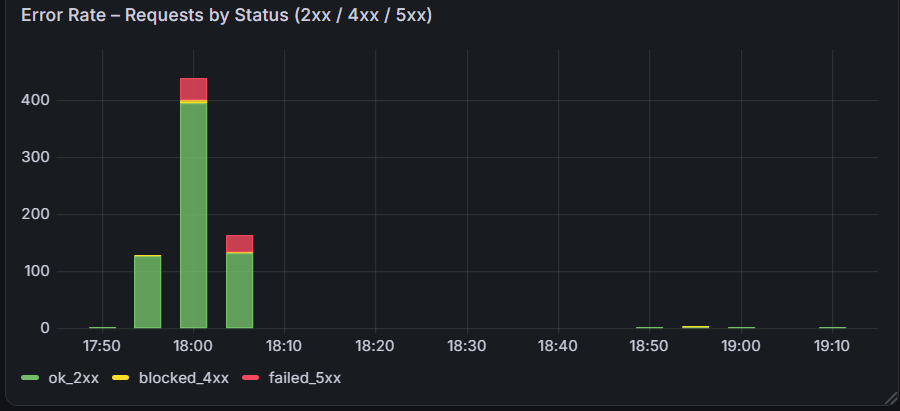 Error Rate – Requests by Status (2xx / 4xx / 5xx)
400
300
200
100
0
17:50 18:00 18:10 18:20 18:30 18:40 18:50 19:00 19:10
ok_2xx blocked_4xx failed_5xx